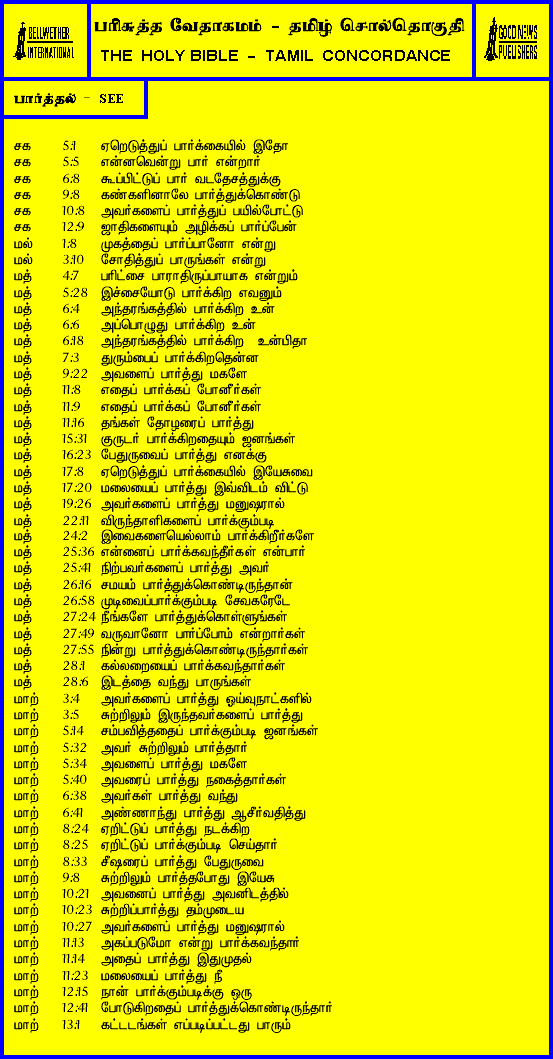 BELLWETHER
INTERNATIONAL
பரிசுத்த வேதாகமம் - தமிழ் சொல்தொகுதி
THE HOLY BIBLE - TAMIL CONCORDANCE
GOOD NEWS
PUBLISHERS
பார்த்தல் - SEE
சக 5:1 ஏறெடுத்துப் பார்க்கையில் இதோ
சக 5:5 என்னவென்று பார் என்றார்
சக 6:8 கூப்பிட்டுப் பார் வடதேசத்துக்கு
சக 9:8 கண்களினாலே பார்த்துக்கொண்டு
சக 10:8 அவர்களைப் பார்த்துப் பயில்போட்டு
சக 12:9 ஜாதிகளையும் அழிக்கப் பார்ப்பேன்
மல் 1:8 முகத்தைப் பார்ப்பானோ என்று
மல் 3:10 சோதித்துப் பாருங்கள் என்று
மத் 4:7 பரிட்சை பாராதிருப்பாயாக என்றும்
மத் 5:28 இச்சையோடு பார்க்கிற எவனும்
மத் 6:4 அந்தரங்கத்தில் பார்க்கிற உன்
மத் 6:6 அப்பொழுது பார்க்கிற உன்
மத் 6:18 அந்தரங்கத்தில் பார்க்கிற உன்பிதா
மத் 7:3 துரும்பைப் பார்க்கிறதென்ன
மத் 9:22 அவளைப் பார்த்து மகளே
மத் 11:8 எதைப் பார்க்கப் போனீர்கள்
மத் 11:9 எதைப் பார்க்கப் போனீர்கள்
மத் 11:16 தங்கள் தோழரைப் பார்த்து
மத் 15:31 குருடர் பார்க்கிறதையும் ஜனங்கள்
மத் 16:23 பேதுருவைப் பார்த்து எனக்கு
மத் 17:8 ஏறெடுத்துப் பார்க்கையில் இயேசுவை
மத் 17:20 மலையைப் பார்த்து இவ்விடம் விட்டு
மத் 19:26 அவர்களைப் பார்த்து மனுஷரால்
மத் 22:11 விருந்தாளிகளைப் பார்க்கும்படி
மத் 24:2 இவைகளையெல்லாம் பார்க்கிறீர்களே
மத் 25:36 என்னைப் பார்க்கவந்தீர்கள் என்பார்
மத் 25:41 நிற்பவர்களைப் பார்த்து அவர்
மத் 26:16 சமயம் பார்த்துக்கொண்டிருந்தான்
மத் 26:58 முடிவைப்பார்க்கும்படி சேவகரேடே
மத் 27:24 நீங்களே பார்த்துக்கொள்ளுங்கள்
மத் 27:49 வருவானோ பார்ப்போம் என்றார்கள்
மத் 27:55 நின்று பார்த்துக்கொண்டிருந்தார்கள்
மத் 28:1 கல்லறையைப் பார்க்கவந்தார்கள்
மத் 28:6 இடத்தை வந்து பாருங்கள்
மாற் 3:4 அவர்களைப் பார்த்து ஓய்வுநாட்களில்
மாற் 3:5 சுற்றிலும் இருந்தவர்களைப் பார்த்து
மாற் 5:14 சம்பவித்ததைப் பார்க்கும்படி ஜனங்கள்
மாற் 5:32 அவர் சுற்றிலும் பார்த்தார்
மாற் 5:34 அவளைப் பார்த்து மகளே
மாற் 5:40 அவரைப் பார்த்து நகைத்தார்கள்
மாற் 6:38 அவர்கள் பார்த்து வந்து
மாற் 6:41 அண்ணாந்து பார்த்து ஆசீர்வதித்து
மாற் 8:24 ஏறிட்டுப் பார்த்து நடக்கிற
மாற் 8:25 ஏறிட்டுப் பார்க்கும்படி செய்தார்
மாற் 8:33 சீஷரைப் பார்த்து பேதுருவை
மாற் 9:8 சுற்றிலும் பார்த்தபோது இயேசு
மாற் 10:21 அவனைப் பார்த்து அவனிடத்தில்
மாற் 10:23 சுற்றிப்பார்த்து தம்முடைய
மாற் 10:27 அவர்களைப் பார்த்து மனுஷரால்
மாற் 11:13 அகப்படுமோ என்று பார்க்கவந்தார்
மாற் 11:14 அதைப் பார்த்து இதுமுதல்
மாற் 11:23 மலையைப் பார்த்து நீ
மாற் 12:15 நான் பார்க்கும்படிக்கு ஒரு
மாற் 12:41 போடுகிறதைப் பார்த்துக்கொண்டிருந்தார்
மாற் 13:1 கட்டடங்கள் எப்படிப்பட்டது பாரும்